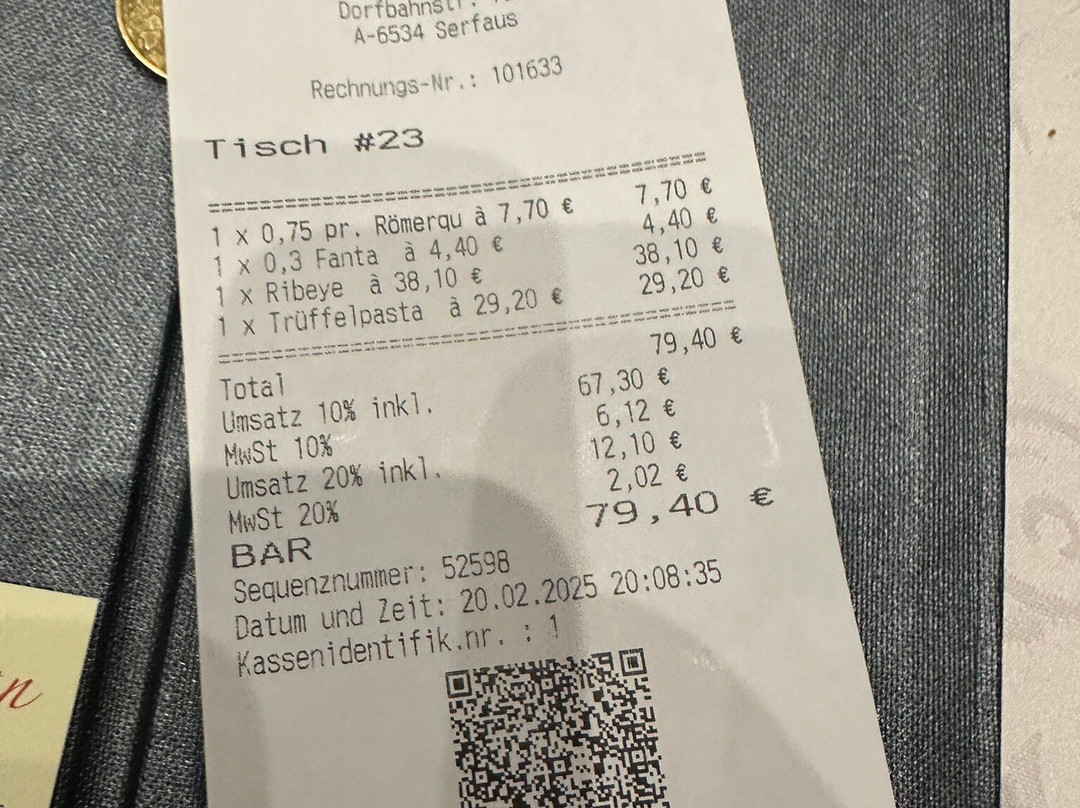 Dorfbahnstr.
A-6534 Serfaus
Rechnungs-Nr.: 101633
Tisch #23
1 x 0,75 pr. Römerqu à 7,70 € 7,70 €
1 x 0,3 Fanta à 4,40 € 4,40 €
1 x Ribeye à 38,10 € 38,10 €
1 x Trüffelpasta à 29,20 € 29,20 €
Total 79,40 €
Umsatz 10% inkl. 67,30 €
MwSt 10% 6,12 €
Umsatz 20% inkl. 12,10 €
MwSt 20% 2,02 €
BAR 79,40 €
Sequenznummer: 52598
Datum und Zeit: 20.02.2025 20:08:35
Kassenidentifik.nr. : 1